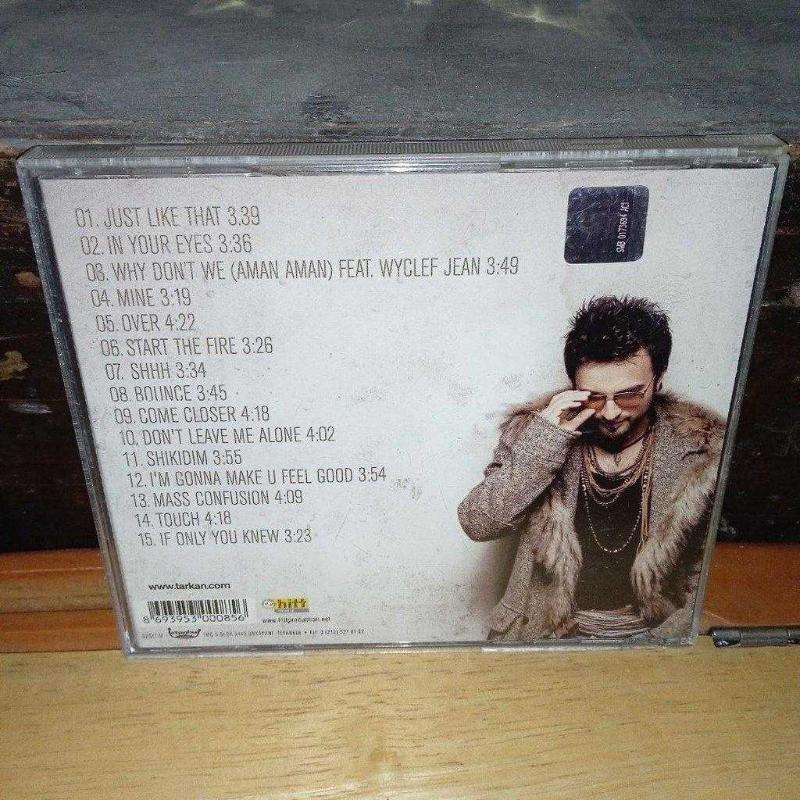 01. JUST LIKE THAT 3.39
02. IN YOUR EYES 3:36
03. WHY DON'T WE (AMAN AMAN) FEAT. WYCLEF JEAN 3:49
04. MINE 3:19
05. OVER 4:22
06. START THE FIRE 3:26
07. SHHH 3:34
08. BOUNCE 3:45
09. COME CLOSER 4:18
10. DON'T LEAVE ME ALONE 4:02
11. SHIKIDIM 3:55
12. I'M GONNA MAKE U FEEL GOOD 3:54
13. MASS CONFUSION 4:09
14. TOUCH 4:18
15. IF ONLY YOU KNEW 3:23
www.tarkan.com
8 693953 000856
hitt
www.hittproduction.net